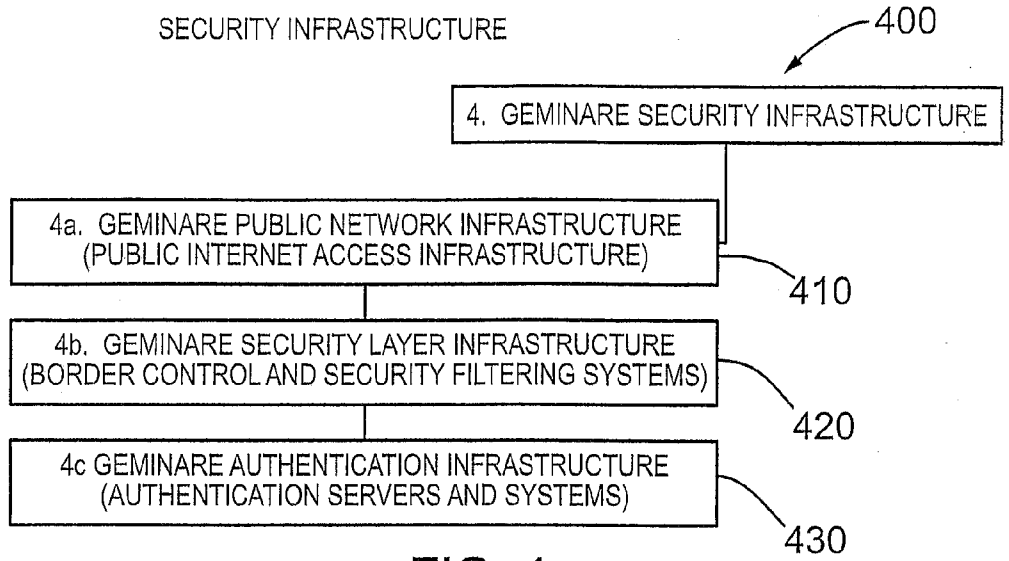 SECURITY INFRASTRUCTURE
400
4. GEMINARE SECURITY INFRASTRUCTURE
4a. GEMINARE PUBLIC NETWORK INFRASTRUCTURE
(PUBLIC INTERNET ACCESS INFRASTRUCTURE)
410
4b. GEMINARE SECURITY LAYER INFRASTRUCTURE
(BORDER CONTROL AND SECURITY FILTERING SYSTEMS)
420
4c GEMINARE AUTHENTICATION INFRASTRUCTURE
(AUTHENTICATION SERVERS AND SYSTEMS)
430